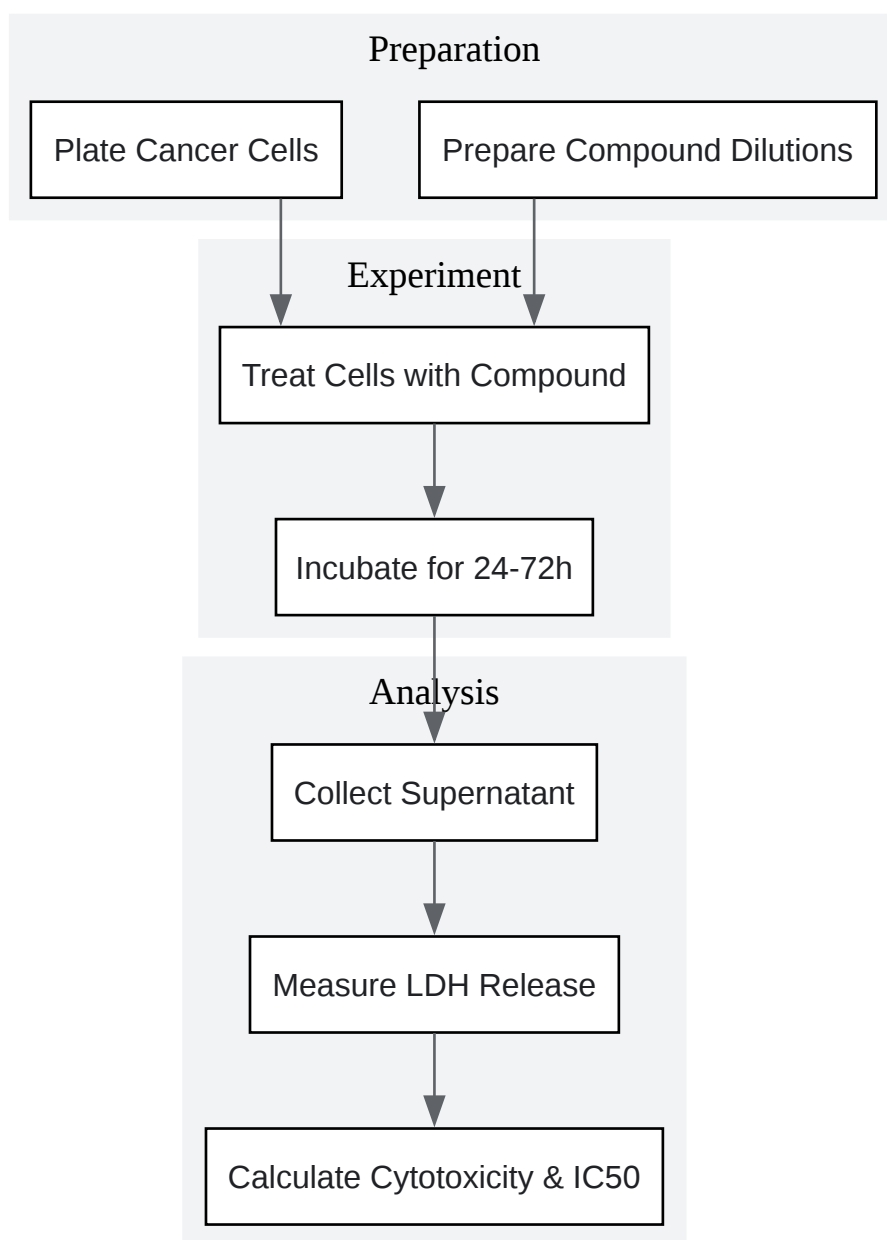 Preparation
Plate Cancer Cells
Prepare Compound Dilutions
Experiment
Treat Cells with Compound
Incubate for 24-72h
Analysis
Collect Supernatant
Measure LDH Release
Calculate Cytotoxicity & IC50